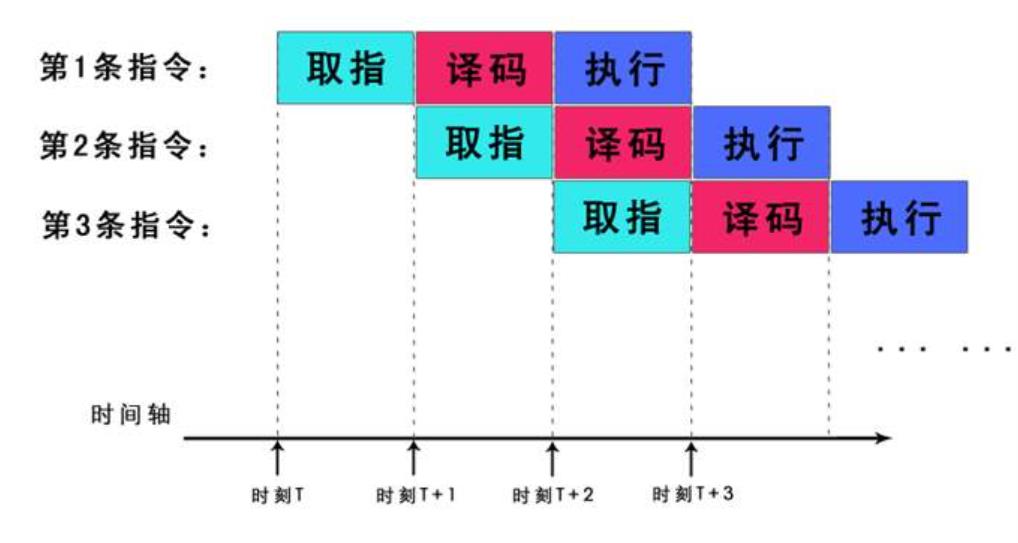 第1条指令： 取指 译码 执行
第2条指令： 取指 译码 执行
第3条指令： 取指 译码 执行
... ...
时间轴
时刻T 时刻T+1 时刻T+2 时刻T+3